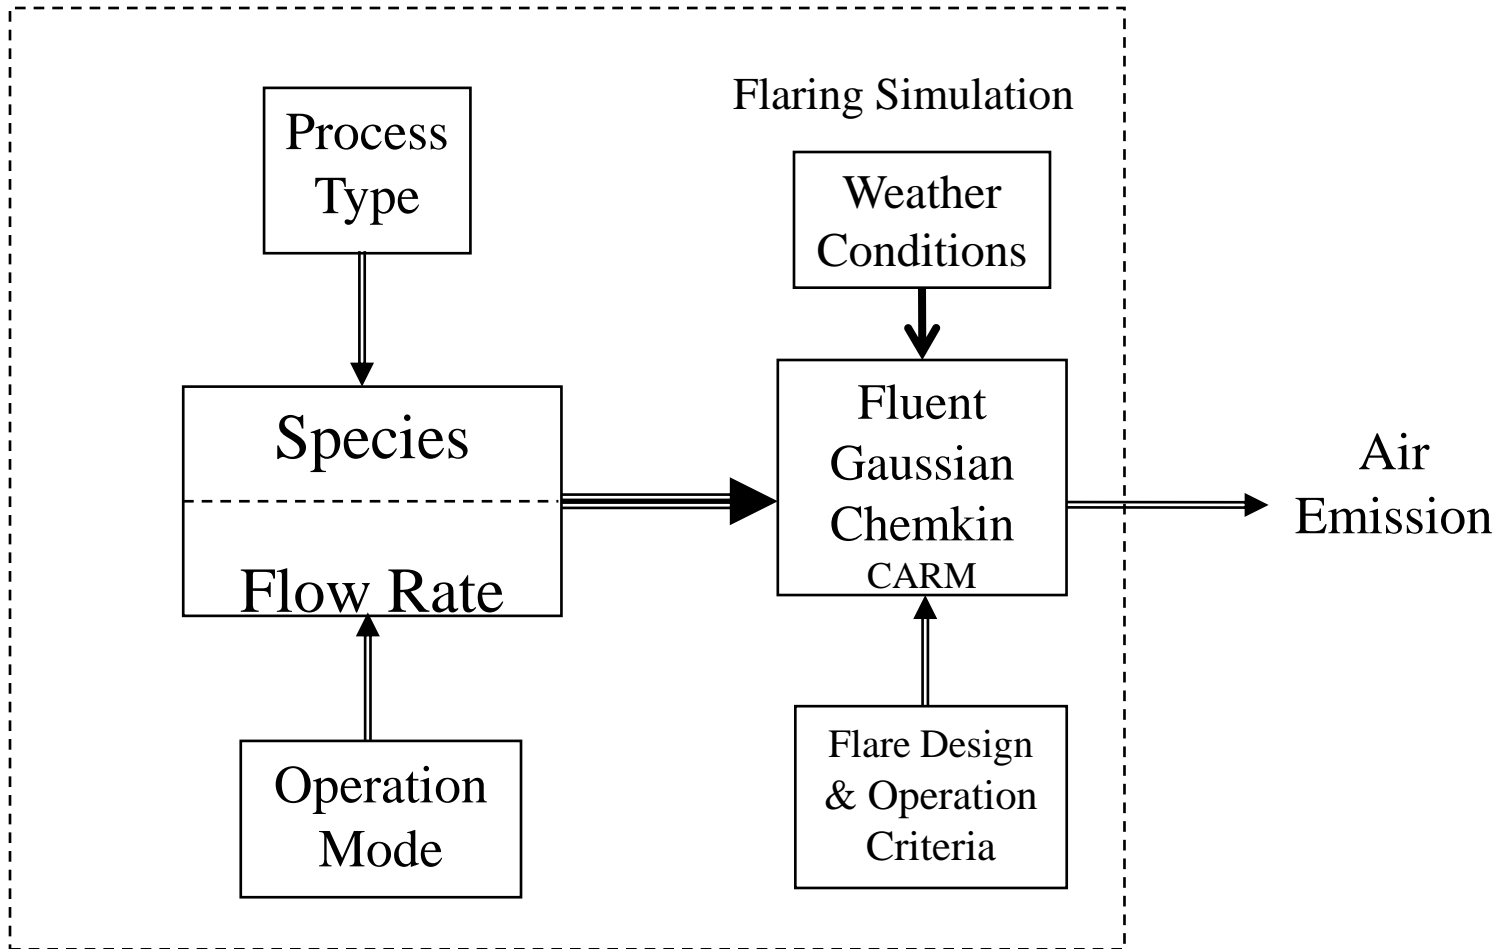 Flaring Simulation
Process
Type
Weather
Conditions
Species
Flow Rate
Fluent
Gaussian
Chemkin
CARM
Air
Emission
Operation
Mode
Flare Design
& Operation
Criteria